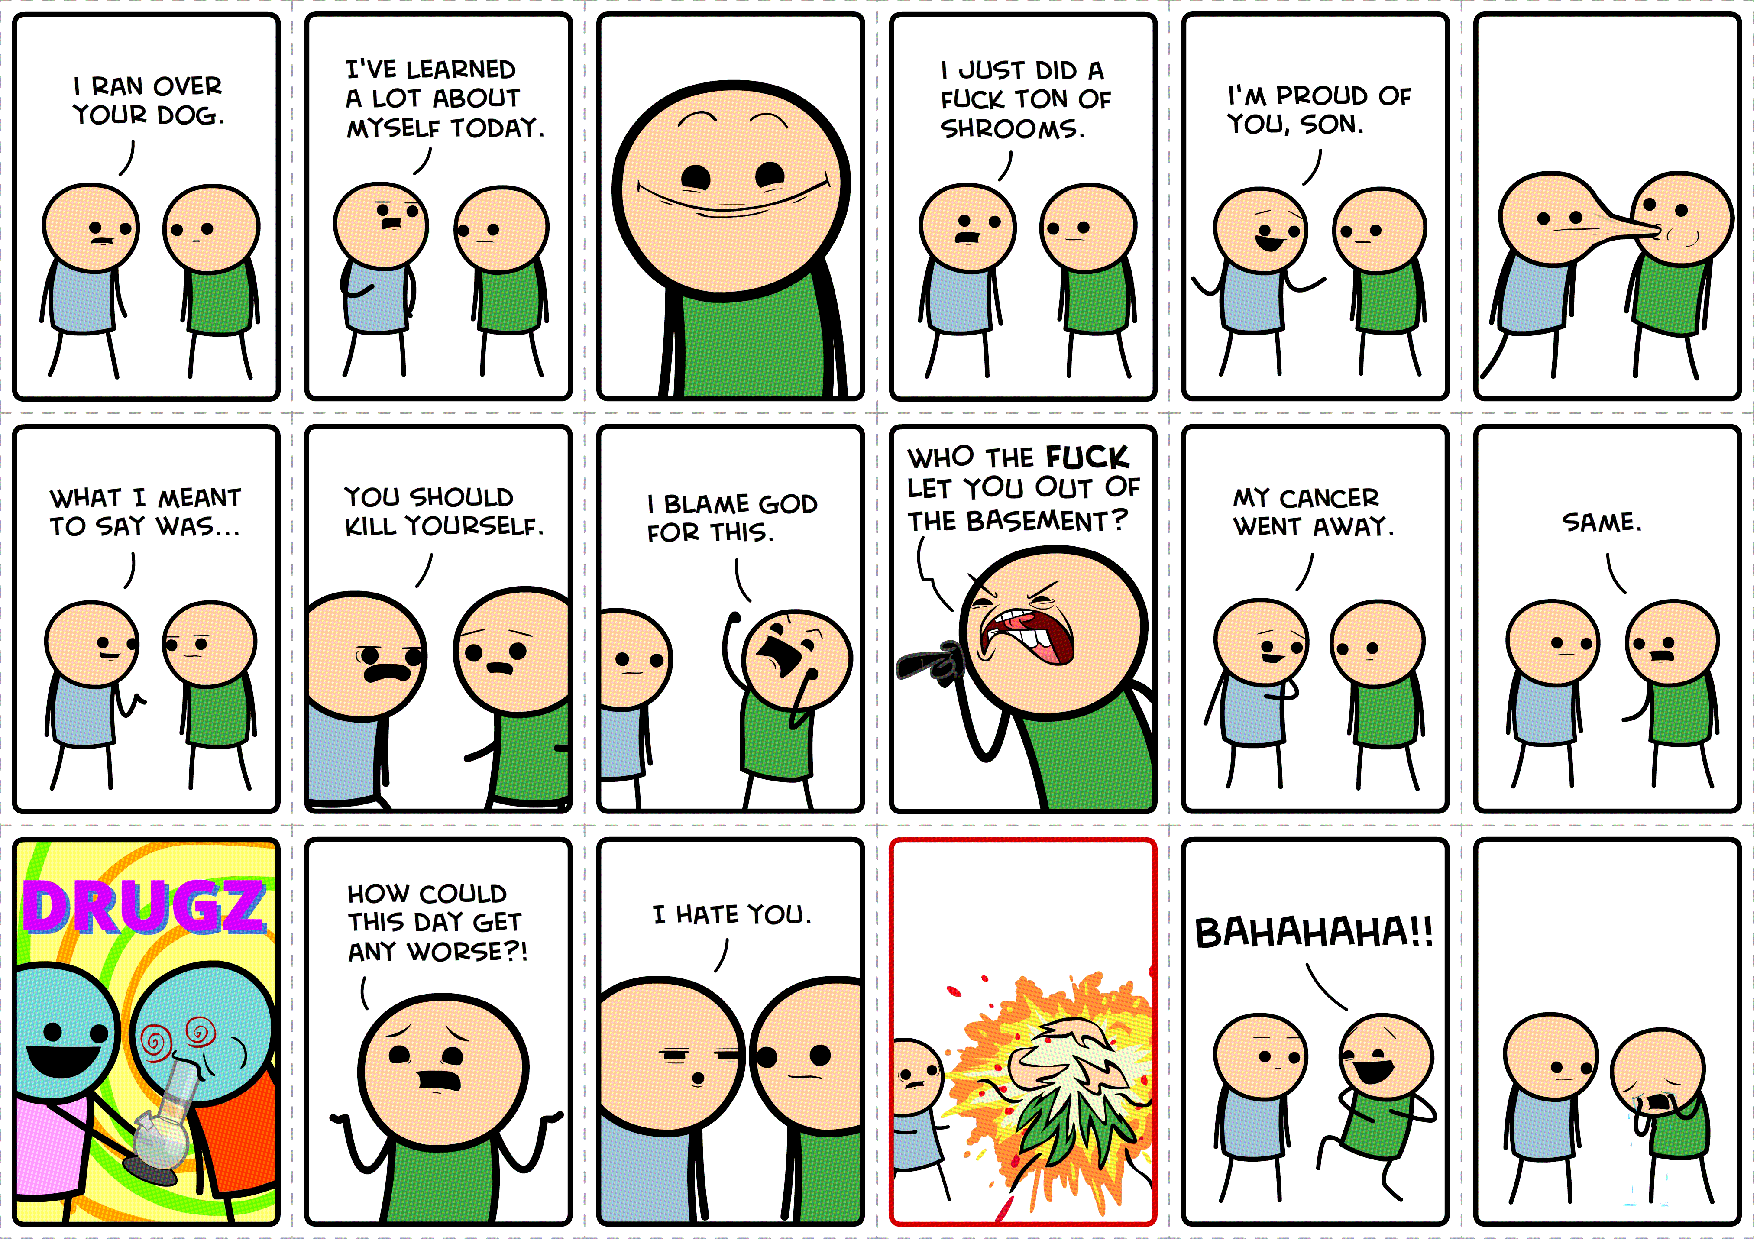 I RAN OVER
YOUR DOG.
I'VE LEARNED
A LOT ABOUT
MYSELF TODAY.
I JUST DID A
FUCK TON OF
SHROOMS.
I'M PROUD OF
YOU, SON.
WHAT I MEANT
TO SAY WAS...
YOU SHOULD
KILL YOURSELF.
I BLAME GOD
FOR THIS.
WHO THE FUCK
LET YOU OUT OF
THE BASEMENT?
MY CANCER
WENT AWAY.
SAME.
DRUGZ
HOW COULD
THIS DAY GET
ANY WORSE?!
I HATE YOU.
BAHAHAHA!!